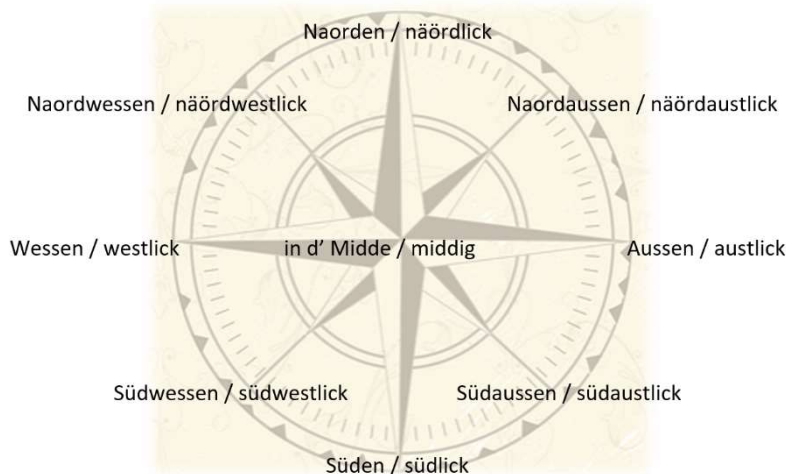 Naorden / näördlick
Naordwessen / näördwestlick
Naordaussen / näördaustlick
Wessen / westlick
in d' Midde / middig
Aussen / austlick
Südwessen / südwestlick
Südaussen / südaustlick
Süden / südlick